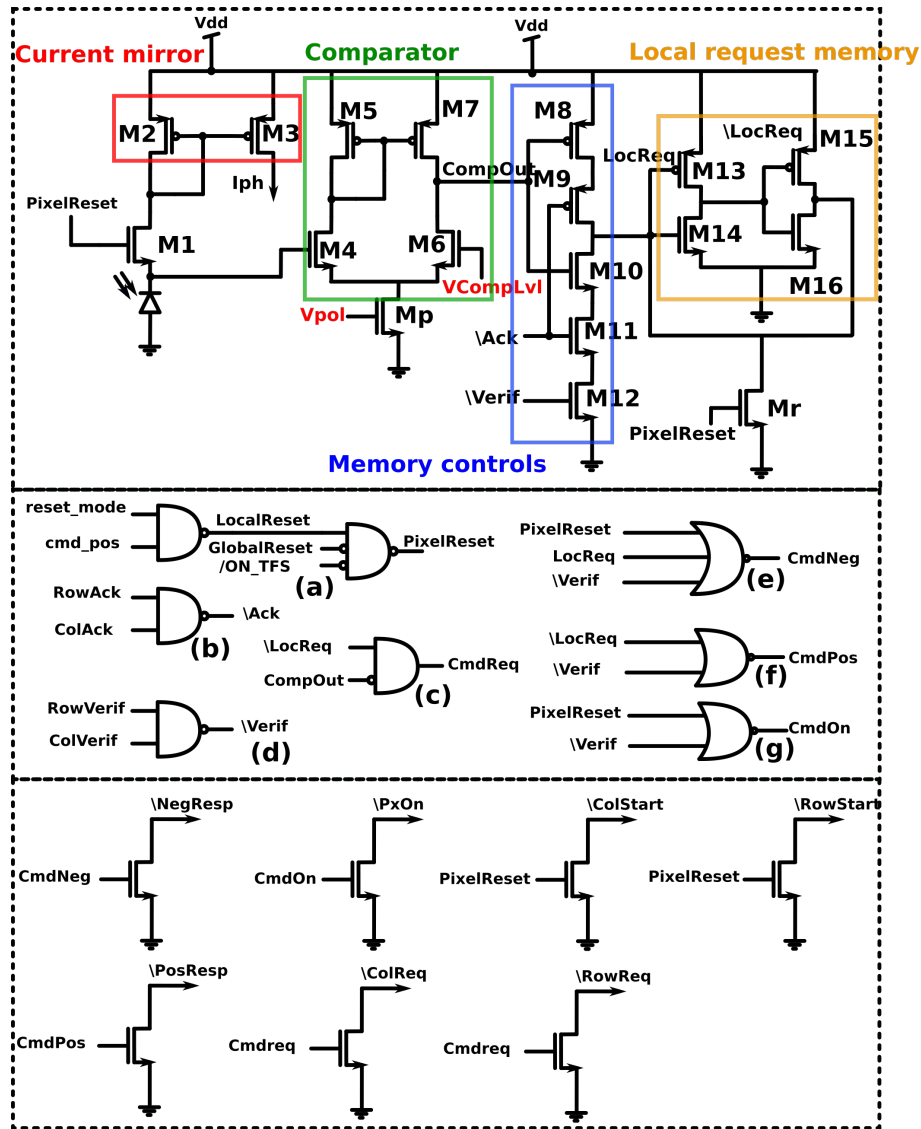 Vdd
Vdd
Current mirror
Comparator
Local request memory
M2
M3
M5
M7
M8
\LocReq
M15
LocReq
CompOut
M9
M13
Iph
PixelReset
M1
M4
M6
M14
M10
VCompLvl
M16
Vpol
Mp
\Ack
M11
\Verif
M12
Mr
PixelReset
Memory controls
reset_mode
cmd_pos
LocalReset
GlobalReset
/ON_TFS
PixelReset
(a)
PixelReset
LocReq
\Verif
CmdNeg
(e)
RowAck
ColAck
\Ack
(b)
\LocReq
CompOut
CmdReq
(c)
\LocReq
\Verif
CmdPos
(f)
RowVerif
ColVerif
\Verif
(d)
PixelReset
\Verif
CmdOn
(g)
\NegResp
\PxOn
\ColStart
\RowStart
CmdNeg
CmdOn
PixelReset
PixelReset
\PosResp
\ColReq
\RowReq
CmdPos
Cmdreq
Cmdreq